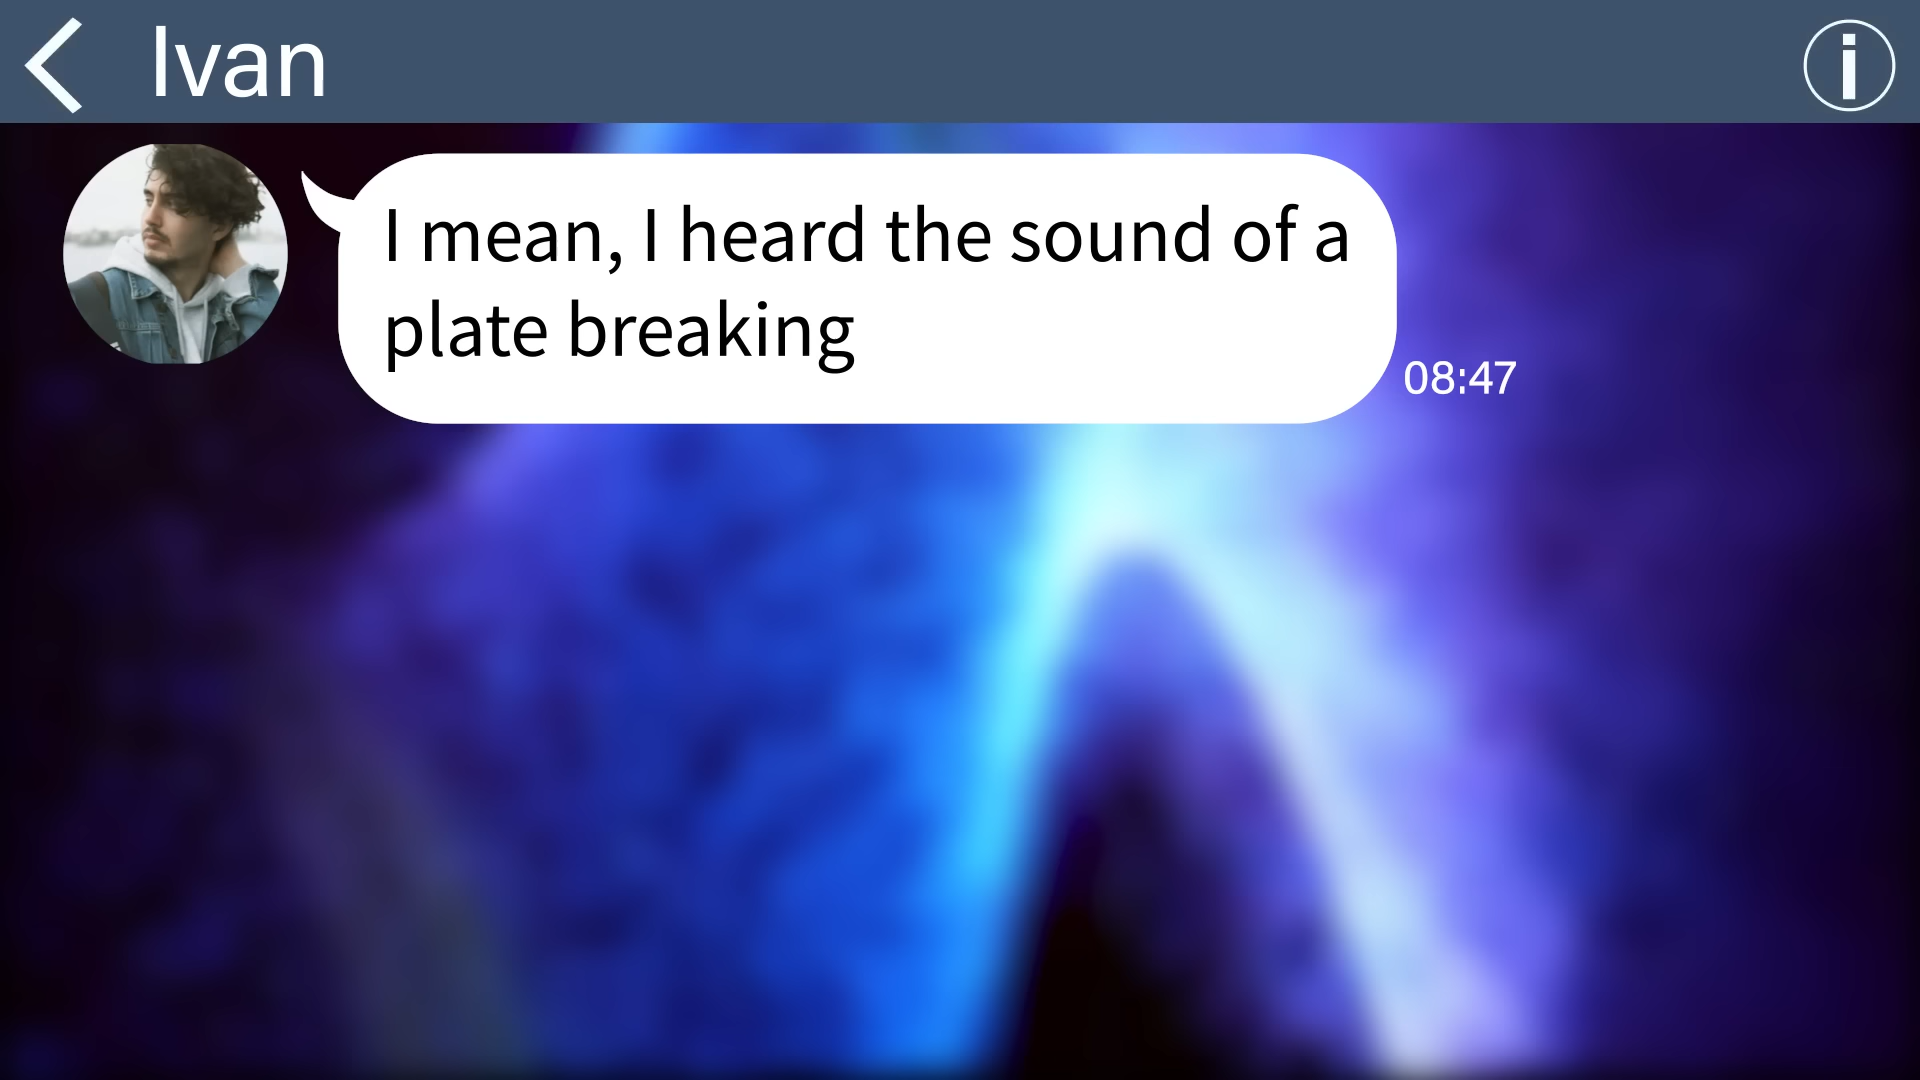 Ivan
I mean, I heard the sound of a
plate breaking
08:47